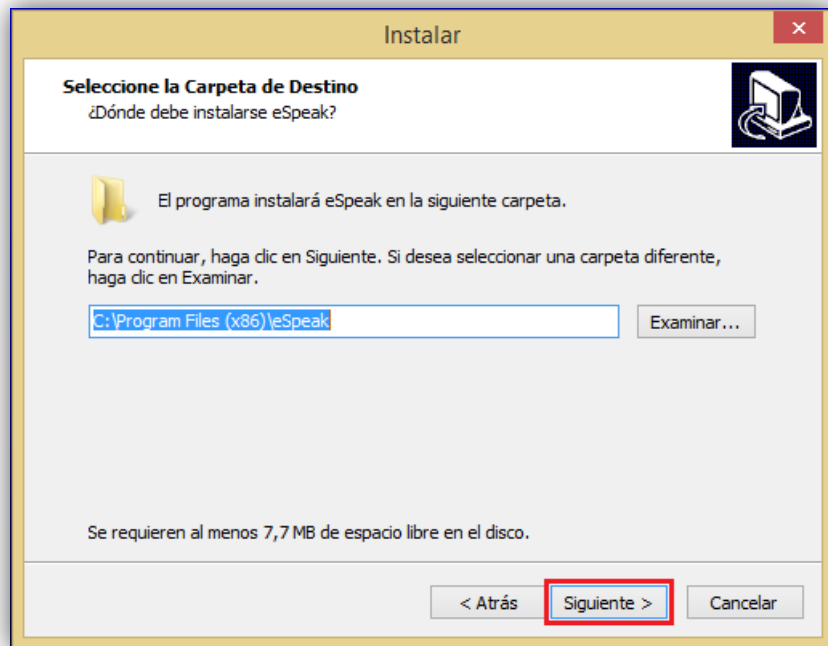 Instalar
Seleccione la Carpeta de Destino
¿Dónde debe instalarse eSpeak?
El programa instalará eSpeak en la siguiente carpeta.
Para continuar, haga clic en Siguiente. Si desea seleccionar una carpeta diferente,
haga clic en Examinar.
C:\Program Files (x86)\eSpeak
Examinar...
Se requieren al menos 7,7 MB de espacio libre en el disco.
< Atrás
Siguiente >
Cancelar